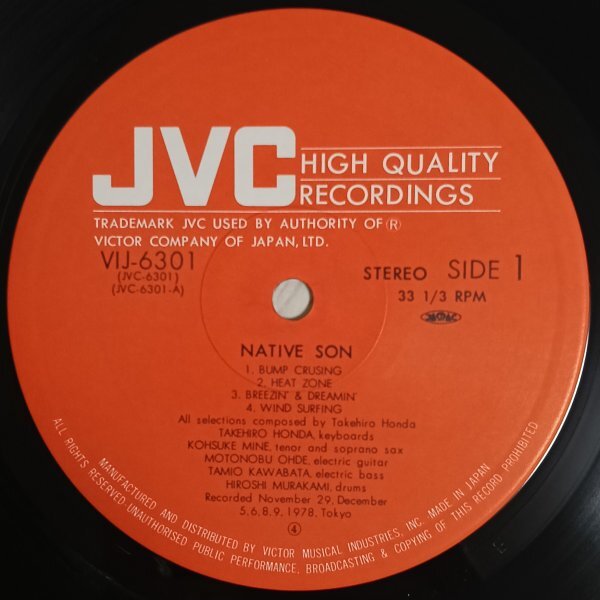 JVC HIGH QUALITY
RECORDINGS
TRADEMARK JVC USED BY AUTHORITY OF Ⓡ
VICTOR COMPANY OF JAPAN, LTD.
VIJ-6301
(JVC-6301)
(JVC-6301-A)
STEREO SIDE 1
33 1/3 RPM
JASRAC
NATIVE SON
1. BUMP CRUSING
2. HEAT ZONE
3. BREEZIN' & DREAMIN'
4. WIND SURFING
All selections composed by Takehiro Honda
TAKEHIRO HONDA, keyboards
KOHSUKE MINE, tenor and soprano sax
MOTONOBU OHDE, electric guitar
TAMIO KAWABATA, electric bass
HIROSHI MURAKAMI, drums
Recorded November 29, December
5,6,8,9, 1978, Tokyo
④
MANUFACTURED AND DISTRIBUTED BY VICTOR MUSICAL INDUSTRIES, INC. MADE IN JAPAN
ALL RIGHTS RESERVED·UNAUTHORISED PUBLIC PERFORMANCE, BROADCASTING & COPYING OF THIS RECORD PROHIBITED